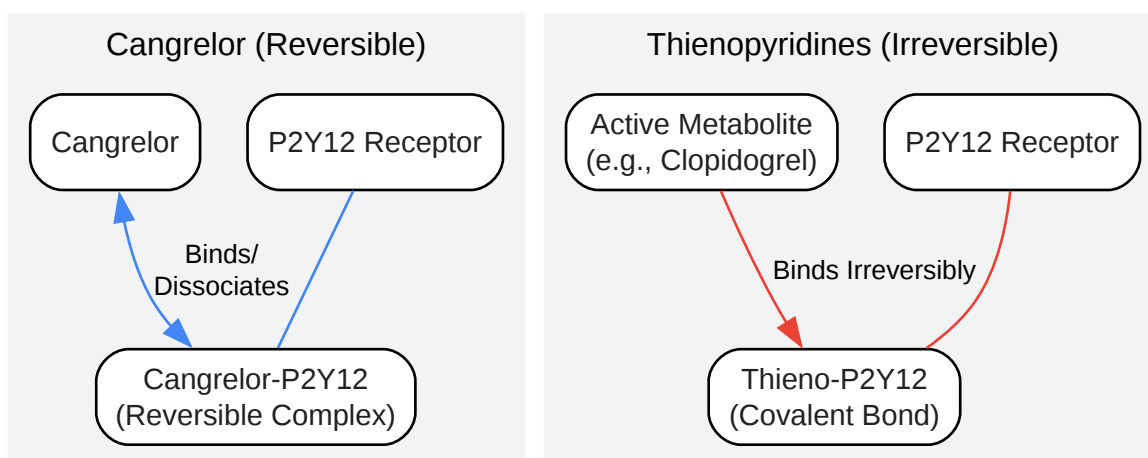 Cangrelor (Reversible)
Cangrelor
P2Y12 Receptor
Binds/
Dissociates
Cangrelor-P2Y12
(Reversible Complex)
Thienopyridines (Irreversible)
Active Metabolite
(e.g., Clopidogrel)
P2Y12 Receptor
Binds Irreversibly
Thieno-P2Y12
(Covalent Bond)